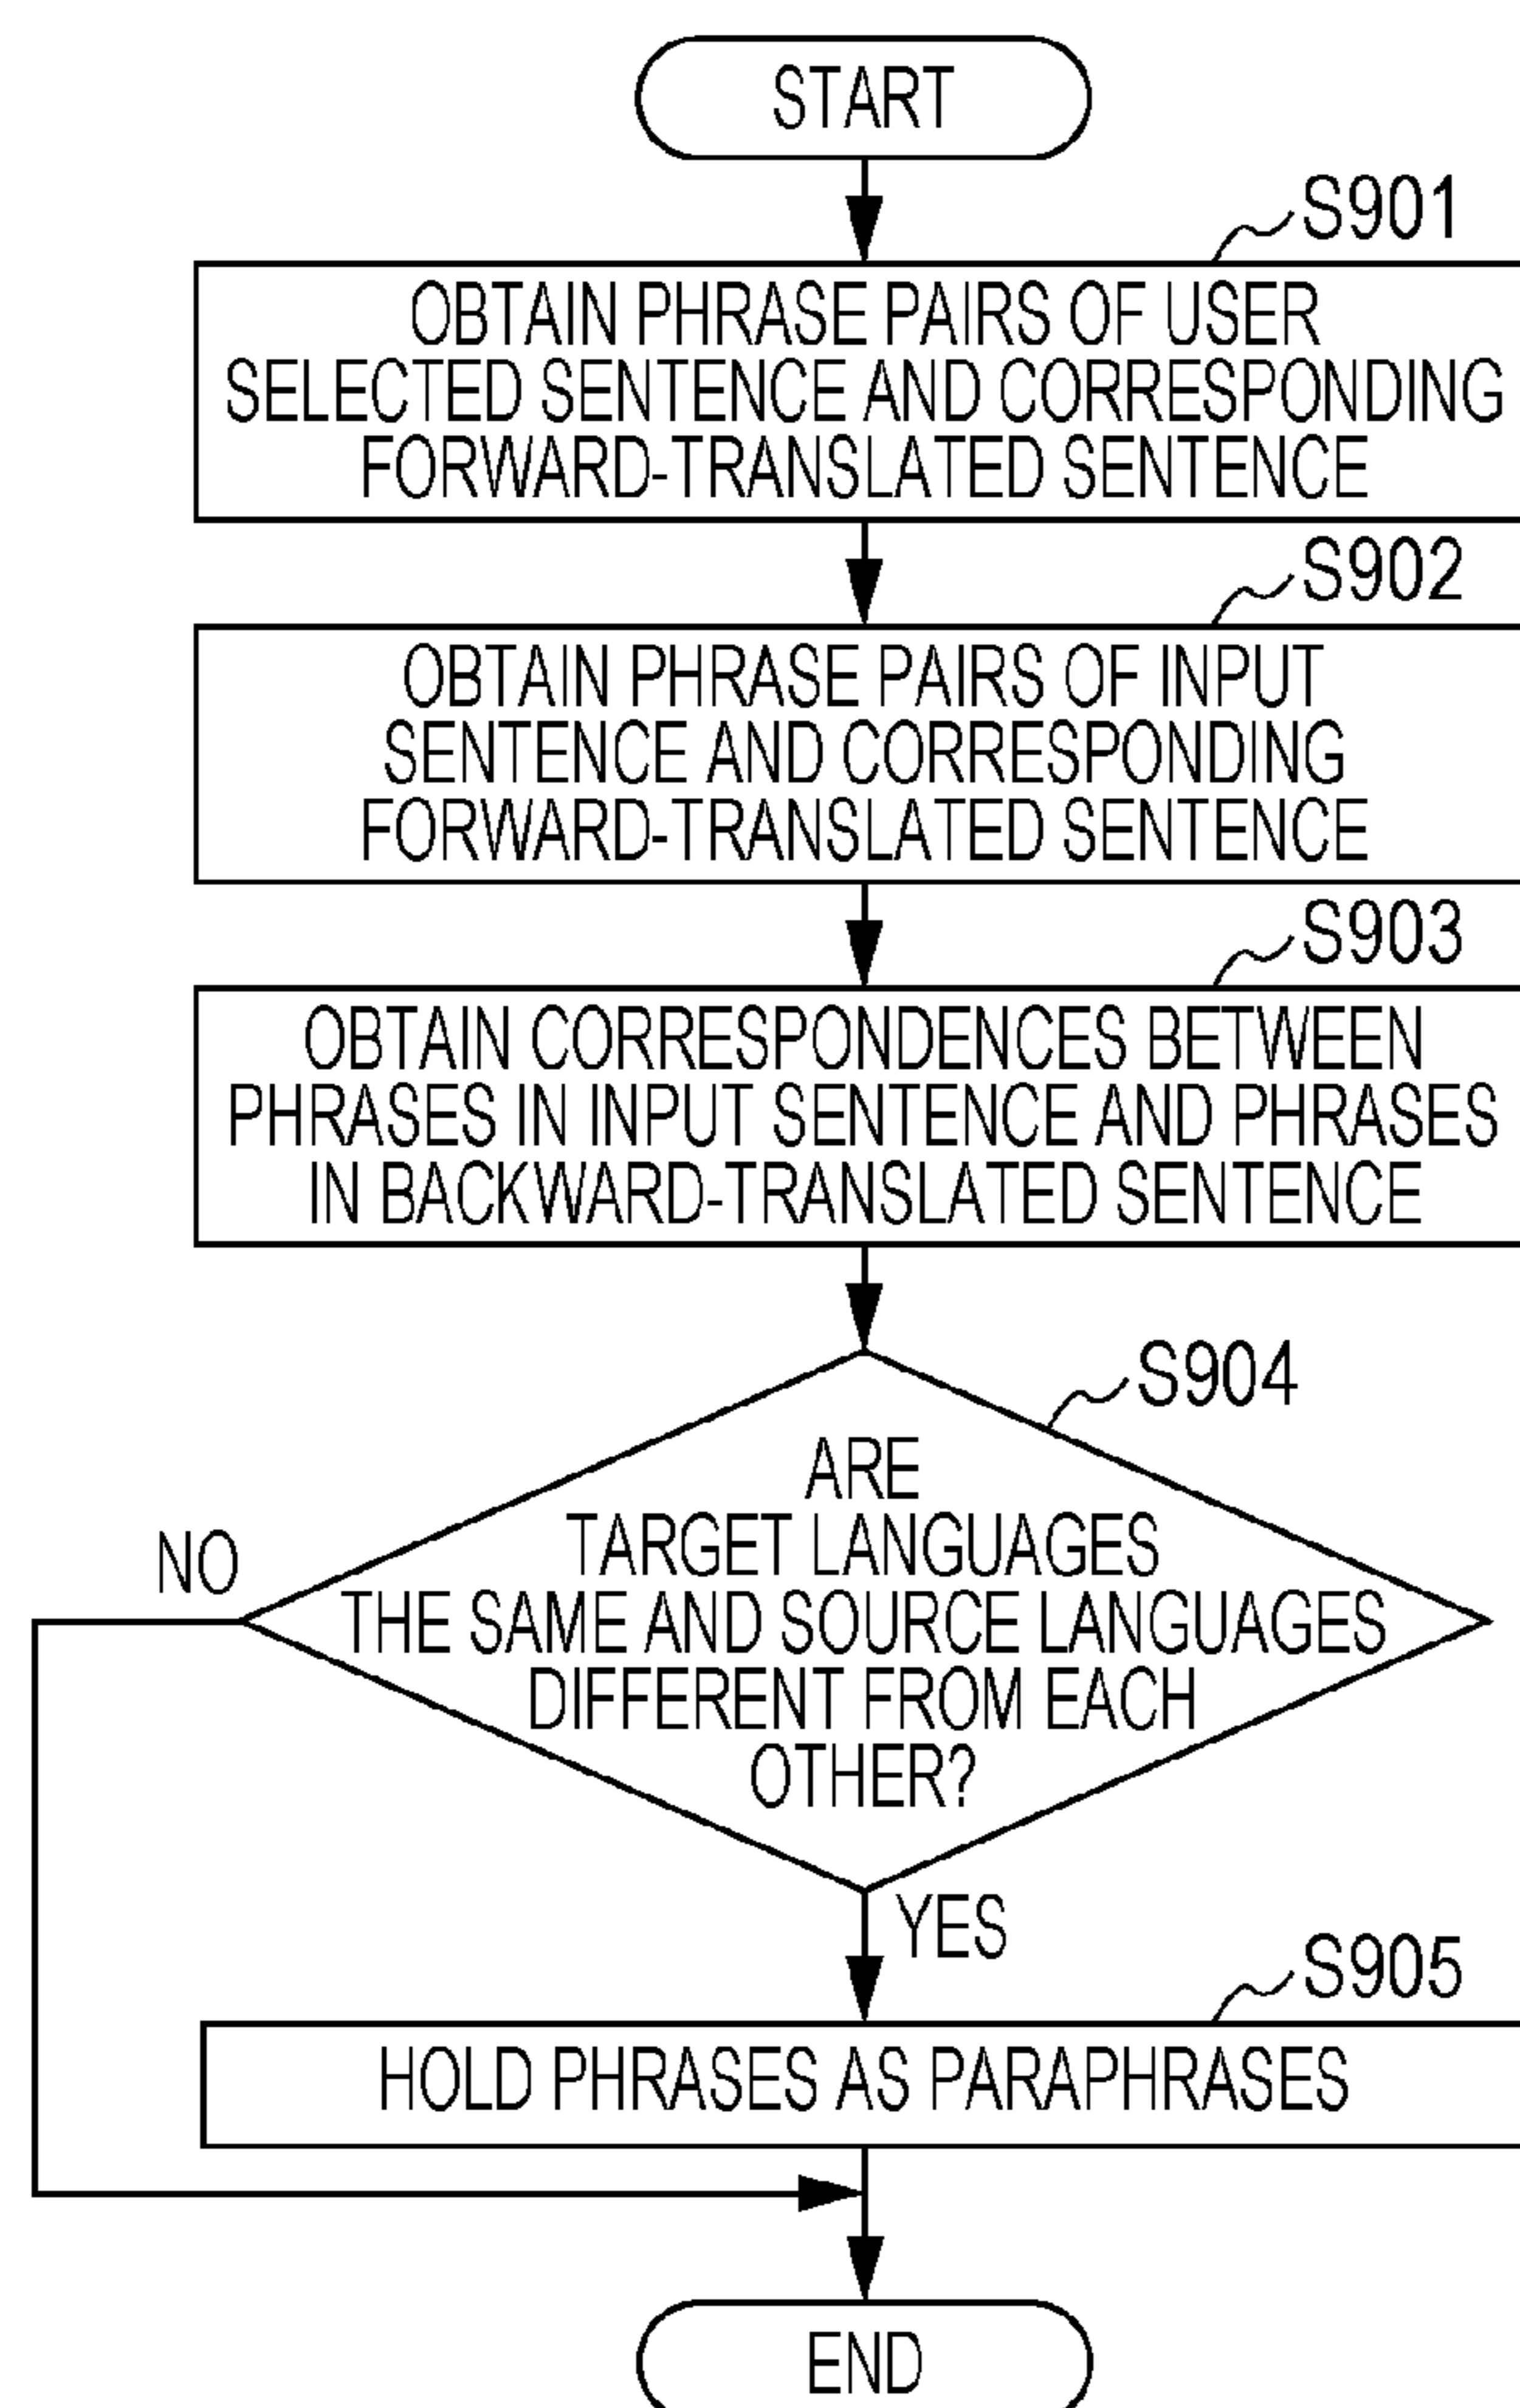 START
S901
OBTAIN PHRASE PAIRS OF USER
SELECTED SENTENCE AND CORRESPONDING
FORWARD-TRANSLATED SENTENCE
S902
OBTAIN PHRASE PAIRS OF INPUT
SENTENCE AND CORRESPONDING
FORWARD-TRANSLATED SENTENCE
S903
OBTAIN CORRESPONDENCES BETWEEN
PHRASES IN INPUT SENTENCE AND PHRASES
IN BACKWARD-TRANSLATED SENTENCE
S904
ARE
TARGET LANGUAGES
THE SAME AND SOURCE LANGUAGES
DIFFERENT FROM EACH
OTHER?
NO
YES
S905
HOLD PHRASES AS PARAPHRASES
END